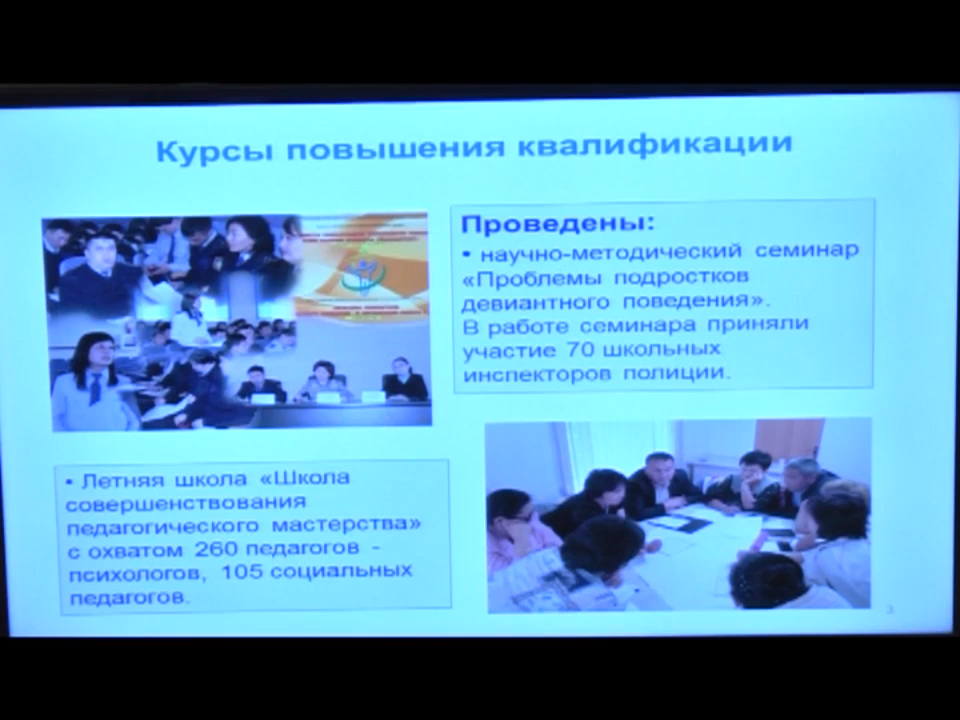 Курсы повышения квалификации
Проведены:
• научно-методический семинар
«Проблемы подростков
девиантного поведения».
В работе семинара приняли
участие 70 школьных
инспекторов полиции.
• Летняя школа «Школа
совершенствования
педагогического мастерства»
с охватом 260 педагогов -
психологов, 105 социальных
педагогов.
3